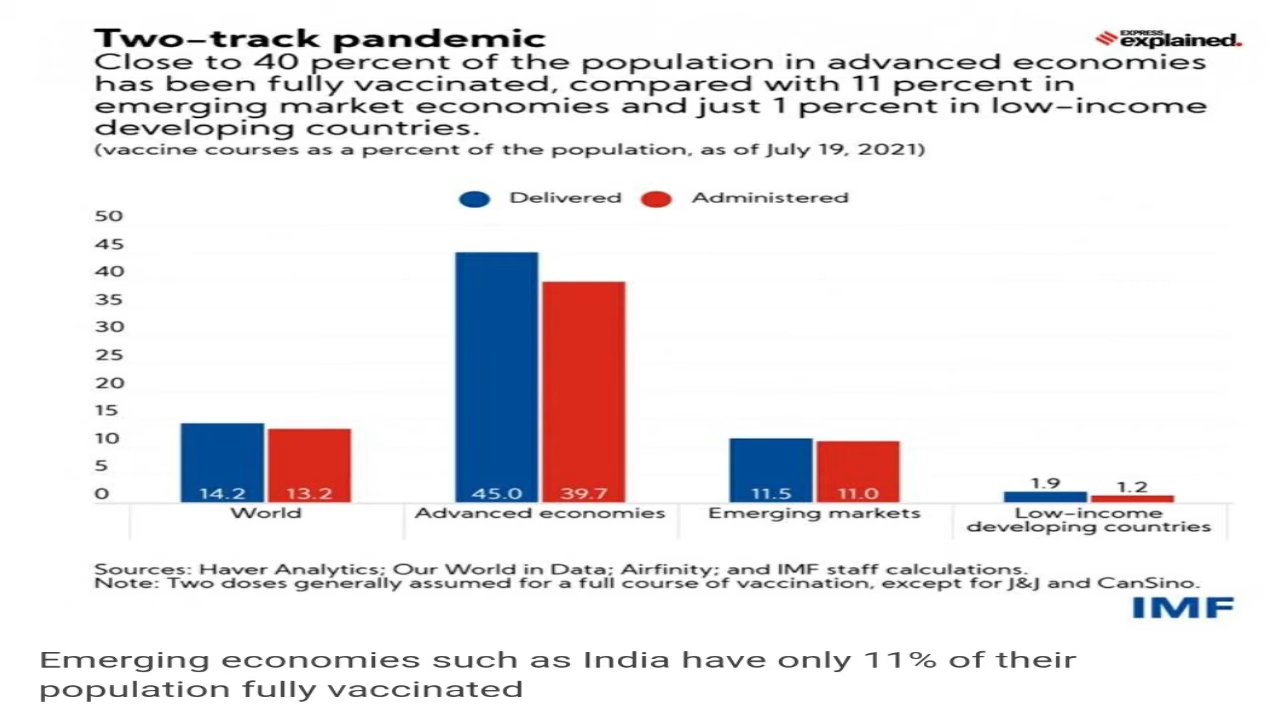 Two-track pandemic
EXPRESS
explained.
Close to 40 percent of the population in advanced economies
has been fully vaccinated, compared with 11 percent in
emerging market economies and just 1 percent in low-income
developing countries.
(vaccine courses as a percent of the population, as of July 19, 2021)
Delivered Administered
50
45
40
35
30
25
20
15
10
5
0
14.2 13.2 45.0 39.7 11.5 11.0 1.9 1.2
World Advanced economies Emerging markets Low-income
developing countries
Sources: Haver Analytics; Our World in Data; Airfinity; and IMF staff calculations.
Note: Two doses generally assumed for a full course of vaccination, except for J&J and CanSino.
IMF
Emerging economies such as India have only 11% of their
population fully vaccinated